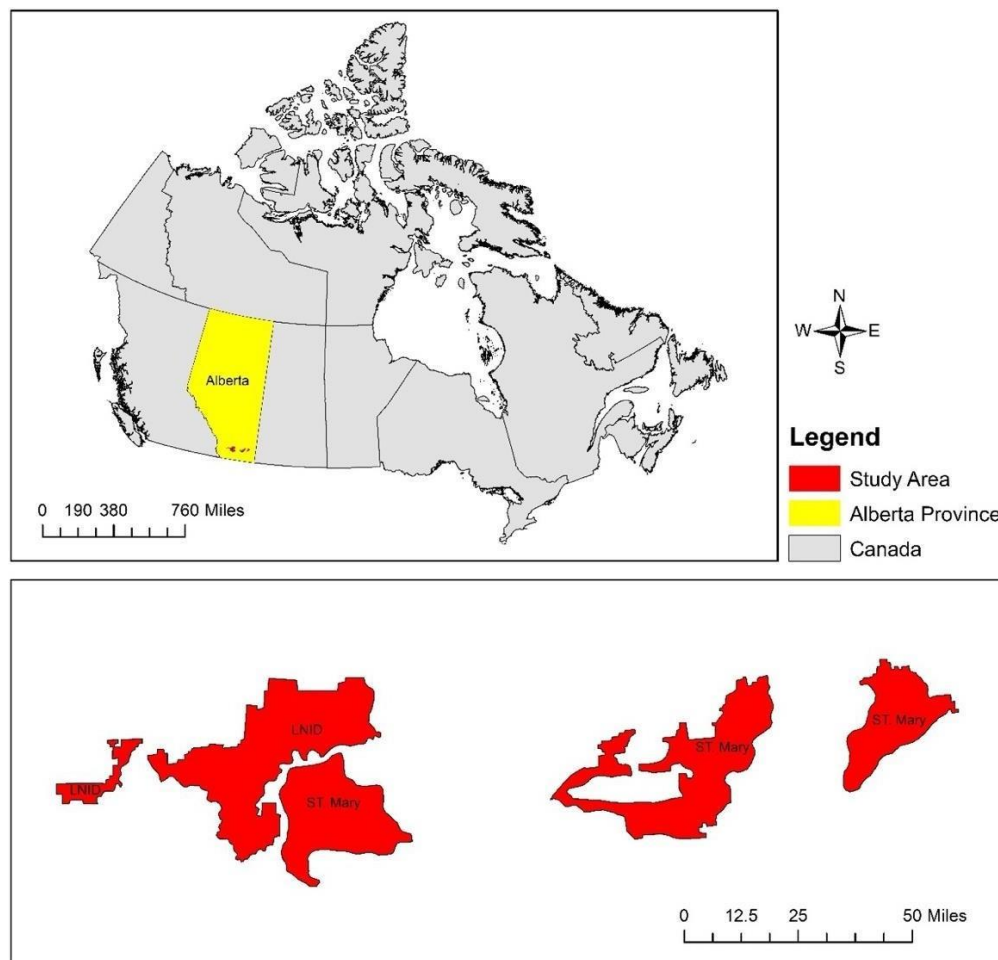 Alberta
0 190 380 760 Miles
N
W E
S
Legend
Study Area
Alberta Province
Canada
LNID
LNID
ST. Mary
ST. Mary
ST. Mary
0 12.5 25 50 Miles